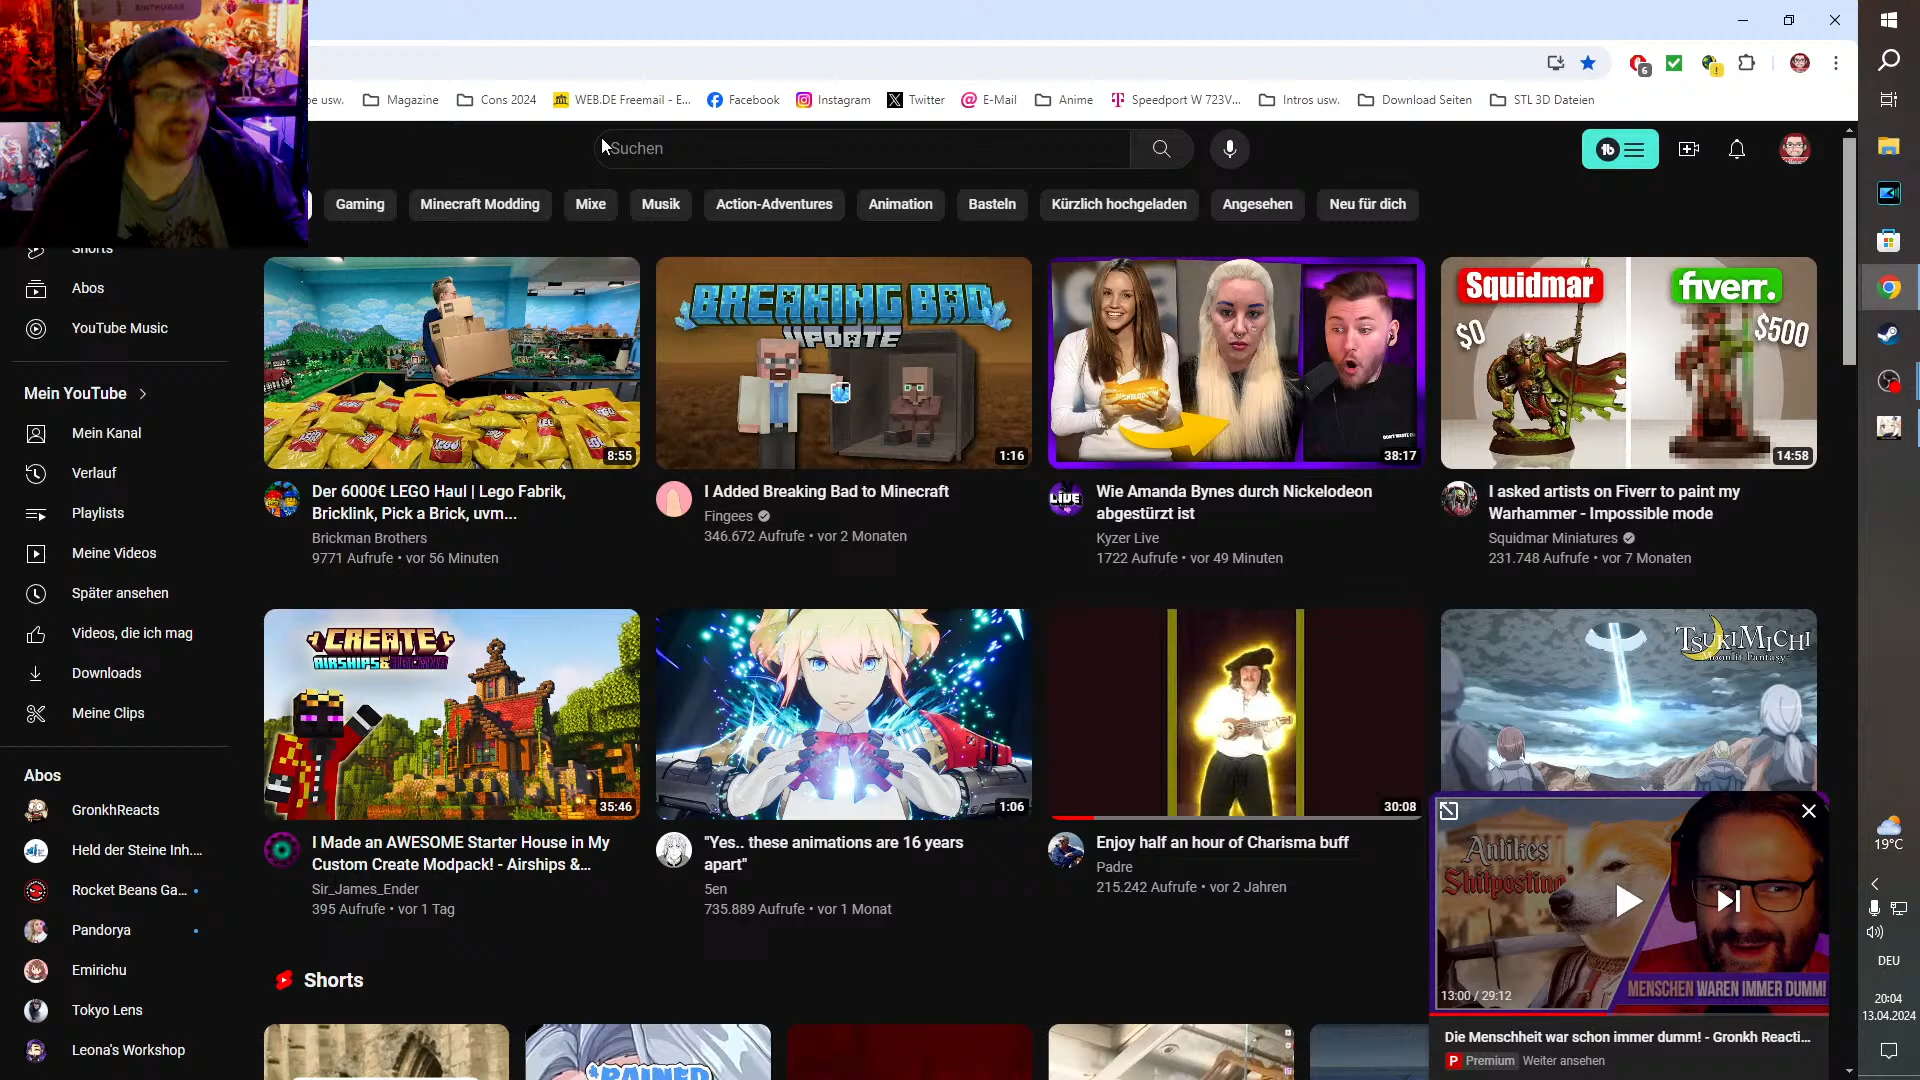 6
!
be usw.
Magazine
Cons 2024
WEB.DE Freemail - E...
Facebook
Instagram
Twitter
E-Mail
Anime
Speedport W 723V...
Intros usw.
Download Seiten
STL 3D Dateien
Suchen
Gaming
Minecraft Modding
Mixe
Musik
Action-Adventures
Animation
Basteln
Kürzlich hochgeladen
Angesehen
Neu für dich
Shorts
Abos
YouTube Music
Mein YouTube
Mein Kanal
Verlauf
Playlists
Meine Videos
Später ansehen
Videos, die ich mag
Downloads
Meine Clips
Abos
GronkhReacts
Held der Steine Inh....
Rocket Beans Ga...
Pandorya
Emirichu
Tokyo Lens
Leona's Workshop
8:55
Der 6000€ LEGO Haul | Lego Fabrik,
Bricklink, Pick a Brick, uvm...
Brickman Brothers
9771 Aufrufe • vor 56 Minuten
BREAKING BAD
UPDATE
1:16
I Added Breaking Bad to Minecraft
Fingees
346.672 Aufrufe • vor 2 Monaten
38:17
LIVE
Wie Amanda Bynes durch Nickelodeon
abgestürzt ist
Kyzer Live
1722 Aufrufe • vor 49 Minuten
Squidmar
fiverr.
$0
$500
14:58
I asked artists on Fiverr to paint my
Warhammer - Impossible mode
Squidmar Miniatures
231.748 Aufrufe • vor 7 Monaten
CREATE
AIRSHIPS&
35:46
I Made an AWESOME Starter House in My
Custom Create Modpack! - Airships &...
Sir_James_Ender
395 Aufrufe • vor 1 Tag
1:06
"Yes.. these animations are 16 years
apart"
5en
735.889 Aufrufe • vor 1 Monat
30:08
Enjoy half an hour of Charisma buff
Padre
215.242 Aufrufe • vor 2 Jahren
TSUKIMICHI
Moonlit Fantasy
Antikes
Shitposting
MENSCHEN WAREN IMMER DUMM!
13:00 / 29:12
Die Menschheit war schon immer dumm! - Gronkh Reacti...
P Premium Weiter ansehen
Shorts
19°C
DEU
20:04
13.04.2024